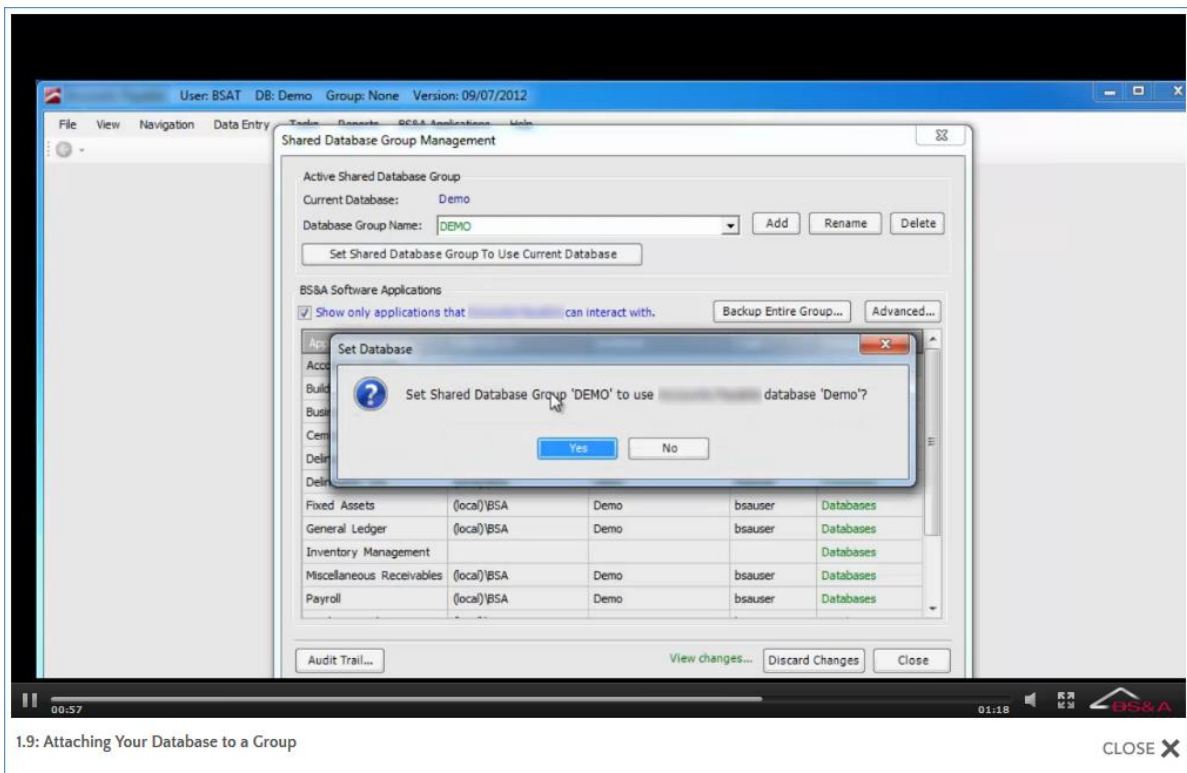 User: BSAT DB: Demo Group: None Version: 09/07/2012
File View Navigation Data Entry Tasks Reports BS&A Applications Help
Shared Database Group Management
Active Shared Database Group
Current Database: Demo
Database Group Name: DEMO Add Rename Delete
Set Shared Database Group To Use Current Database
BS&A Software Applications
Show only applications that can interact with. Backup Entire Group... Advanced...
Set Database
Set Shared Database Group 'DEMO' to use database 'Demo'?
Yes No
Fixed Assets (local)\BSA Demo bsauser Databases
General Ledger (local)\BSA Demo bsauser Databases
Inventory Management Databases
Miscellaneous Receivables (local)\BSA Demo bsauser Databases
Payroll (local)\BSA Demo bsauser Databases
Audit Trail... View changes... Discard Changes Close
00:57 01:18 BS&A
1.9: Attaching Your Database to a Group CLOSE